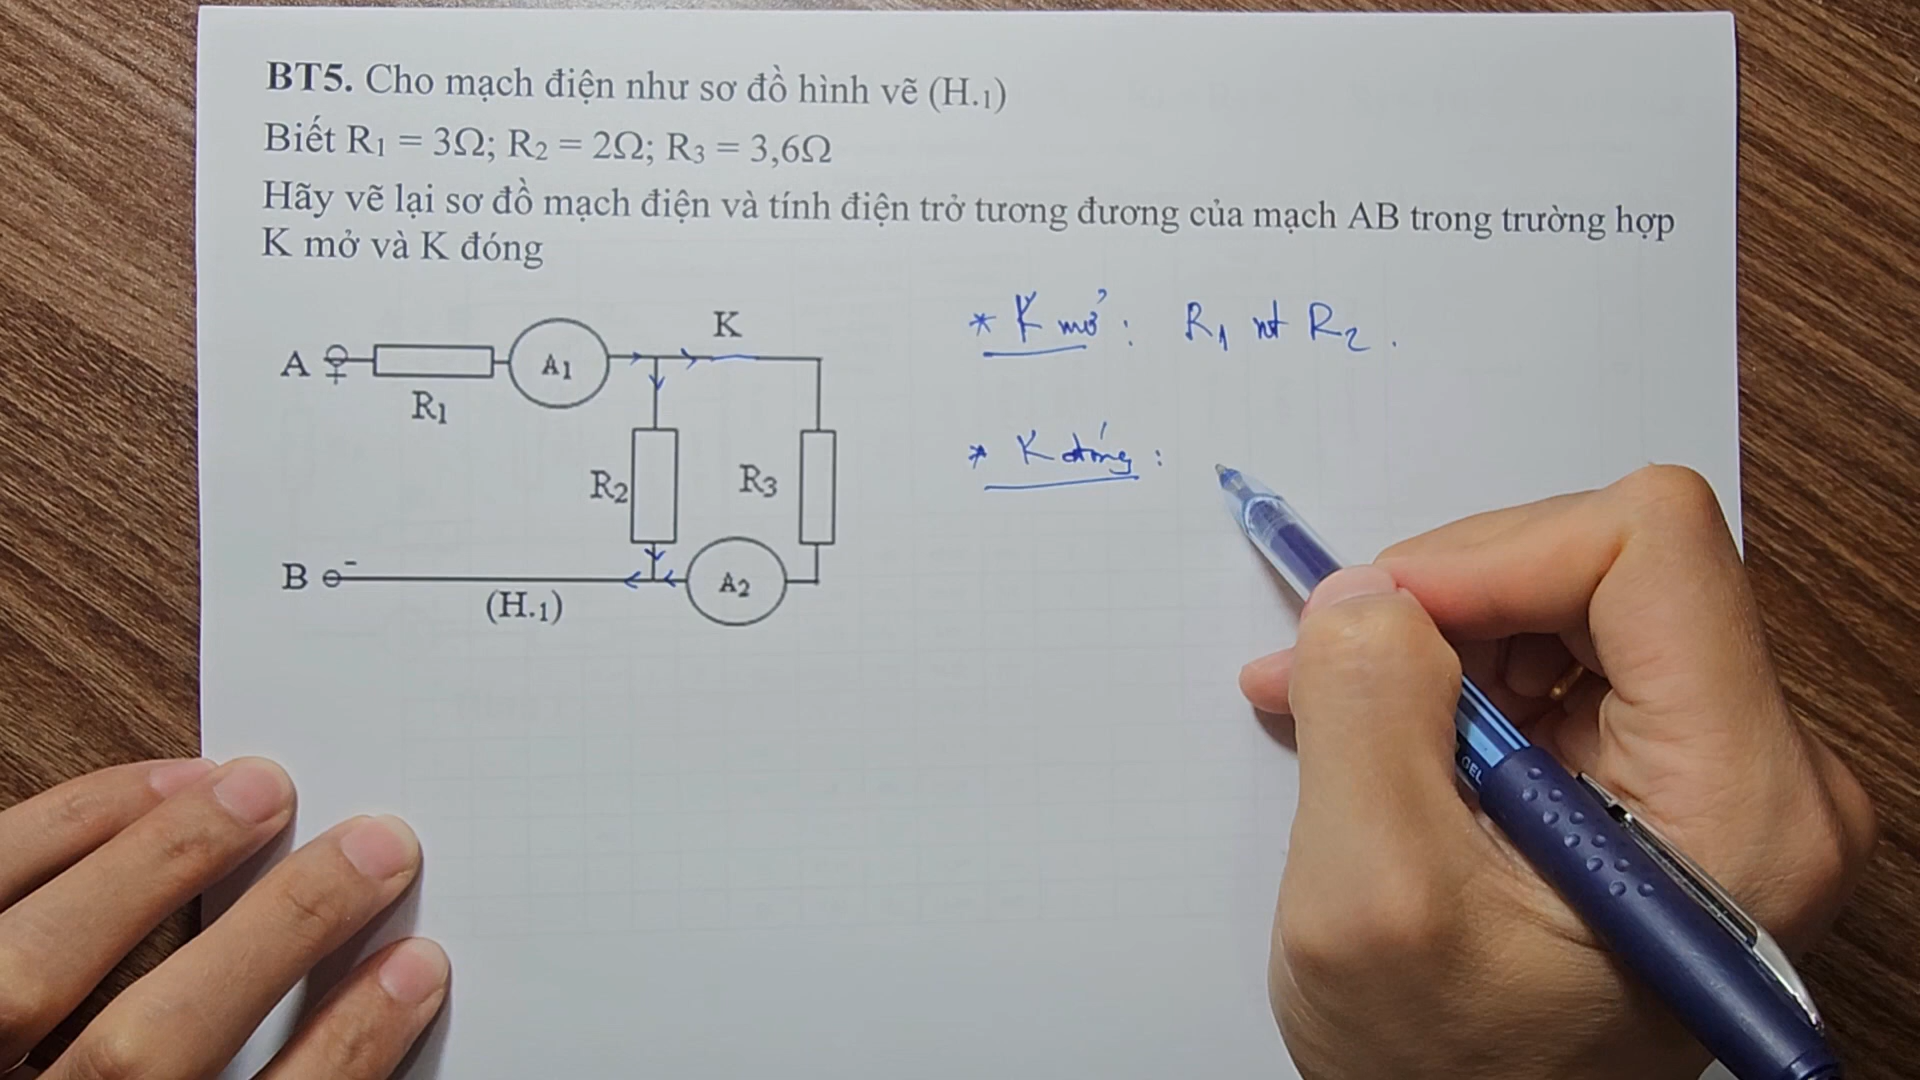 BT5. Cho mạch điện như sơ đồ hình vẽ (H.1)
Biết R1 = 3Ω; R2 = 2Ω; R3 = 3,6Ω
Hãy vẽ lại sơ đồ mạch điện và tính điện trở tương đương của mạch AB trong trường hợp
K mở và K đóng
* K mở: R1 nt R2.
* K đóng:
K
A
+
A1
R1
R2
R3
B
-
A2
(H.1)
GEL